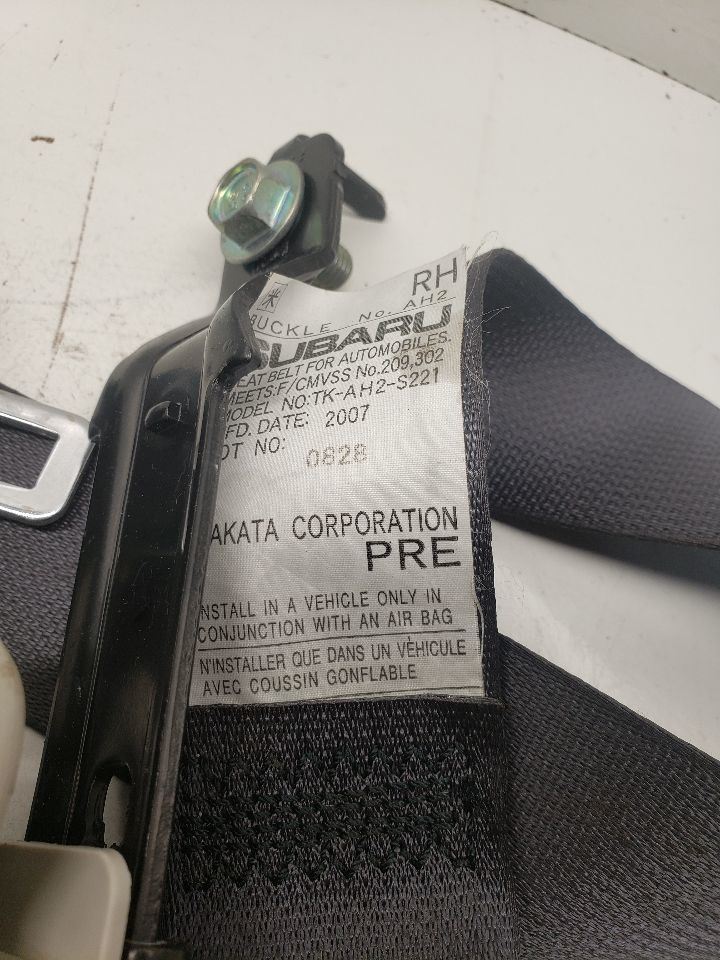 RH
BUCKLE No. AH2
SUBARU
SEAT BELT FOR AUTOMOBILES.
MEETS:F/CMVSS No.209,302
MODEL NO:TK-AH2-S221
MFD. DATE: 2007
LOT NO: 0828
TAKATA CORPORATION
PRE
INSTALL IN A VEHICLE ONLY IN
CONJUNCTION WITH AN AIR BAG
N'INSTALLER QUE DANS UN VÈHICULE
AVEC COUSSIN GONFLABLE